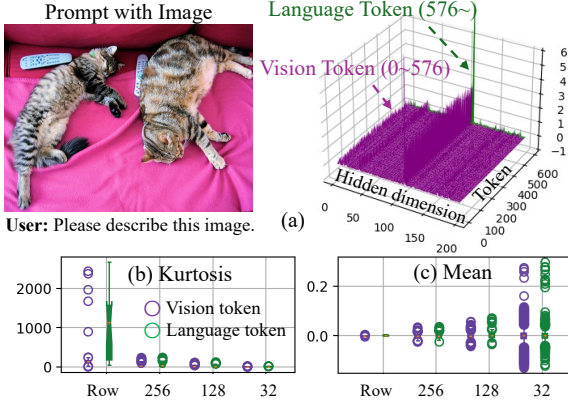 Prompt with Image
User: Please describe this image.
Language Token (576~)
Vision Token (0~576)
6
5
4
3
2
1
0
−1
Hidden dimension
Token
0
50
100
150
200
0
100
200
300
400
500
600
(a)
(b) Kurtosis
Vision token
Language token
2000
1000
0
Row
256
128
32
(c) Mean
0.2
0.0
Row
256
128
32